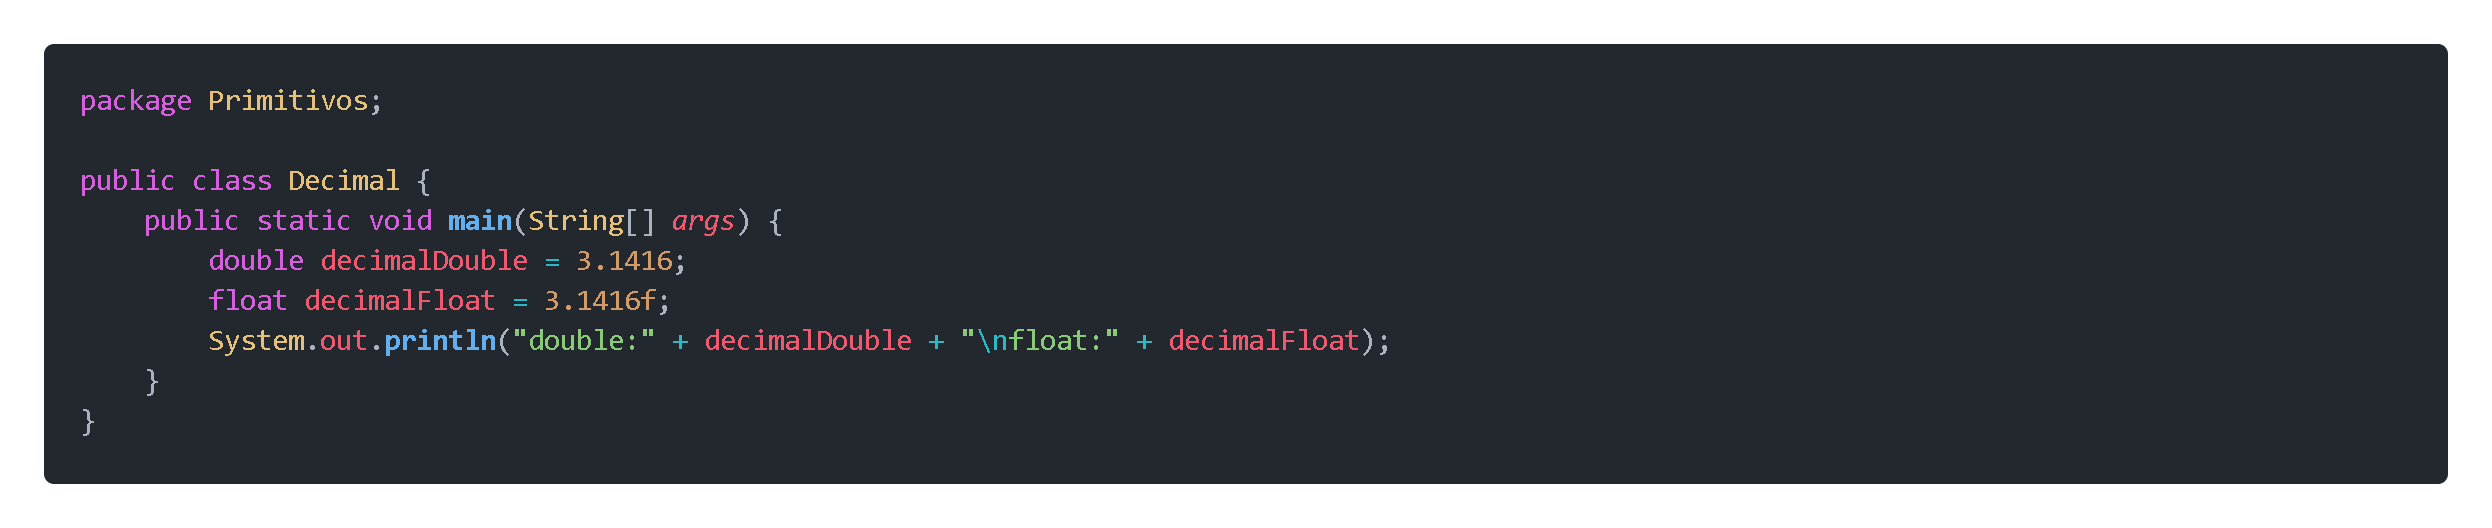 package Primitivos;

public class Decimal {
    public static void main(String[] args) {
        double decimalDouble = 3.1416;
        float decimalFloat = 3.1416f;
        System.out.println("double:" + decimalDouble + "\nfloat:" + decimalFloat);
    }
}